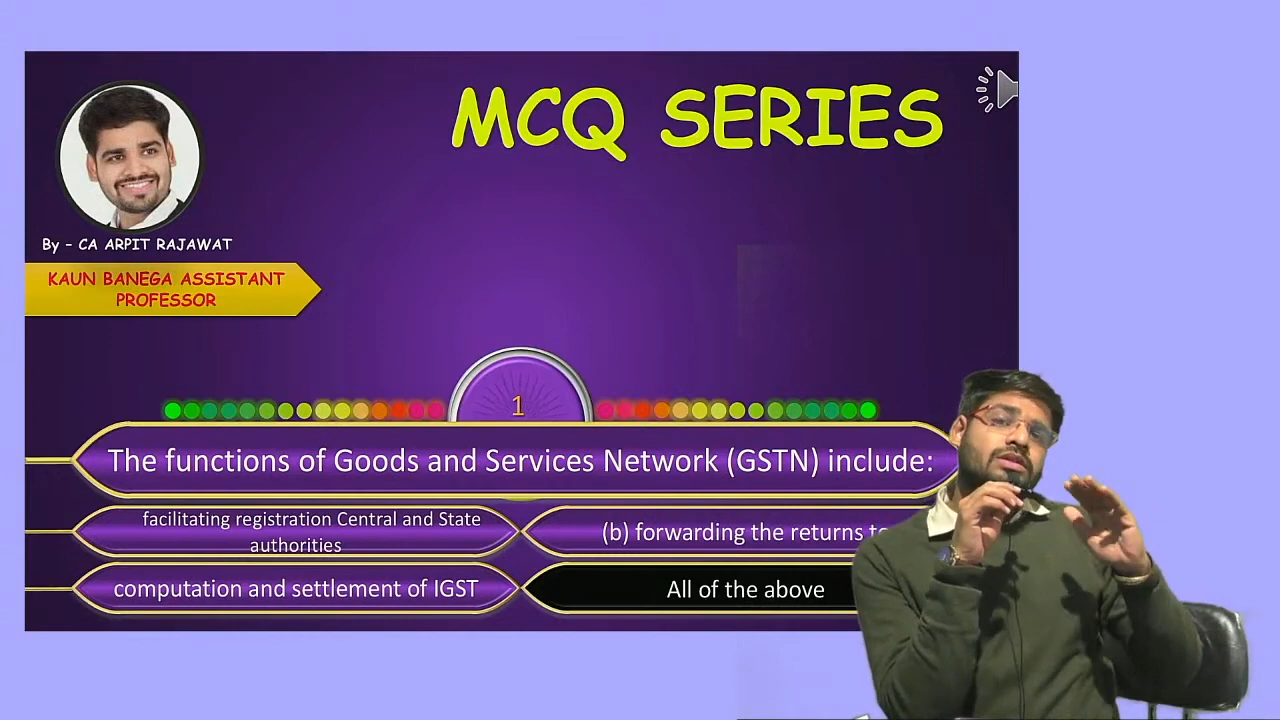 MCQ SERIES
By - CA ARPIT RAJAWAT
KAUN BANEGA ASSISTANT
PROFESSOR
1
The functions of Goods and Services Network (GSTN) include:
facilitating registration Central and State
authorities
(b) forwarding the returns to
computation and settlement of IGST
All of the above